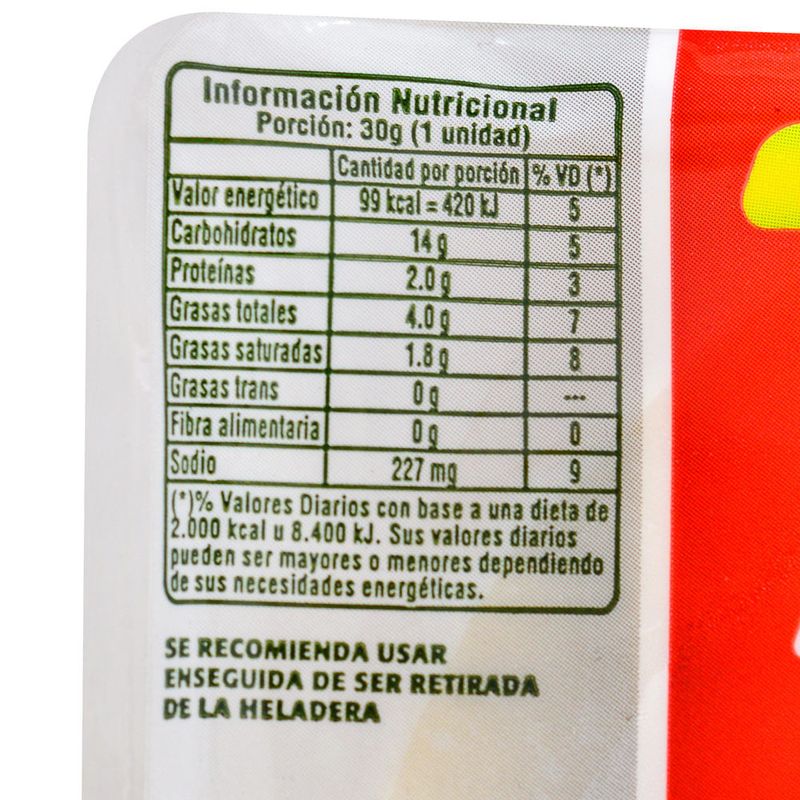 Información Nutricional
Porción: 30g (1 unidad)
Cantidad por porción % VD (*)
Valor energético 99 kcal = 420 kJ 5
Carbohidratos 14 g 5
Proteínas 2.0 g 3
Grasas totales 4.0 g 7
Grasas saturadas 1.8 g 8
Grasas trans 0 g ---
Fibra alimentaria 0 g 0
Sodio 227 mg 9
(*)% Valores Diarios con base a una dieta de
2.000 kcal u 8.400 kJ. Sus valores diarios
pueden ser mayores o menores dependiendo
de sus necesidades energéticas.
SE RECOMIENDA USAR
ENSEGUIDA DE SER RETIRADA
DE LA HELADERA